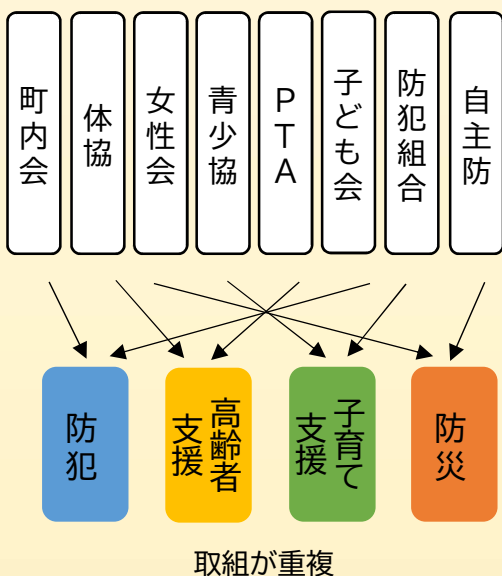 町内会
体協
女性会
青少協
PTA
子ども会
防犯組合
自主防
防犯
高齢者
支援
子育て
支援
防災
取組が重複